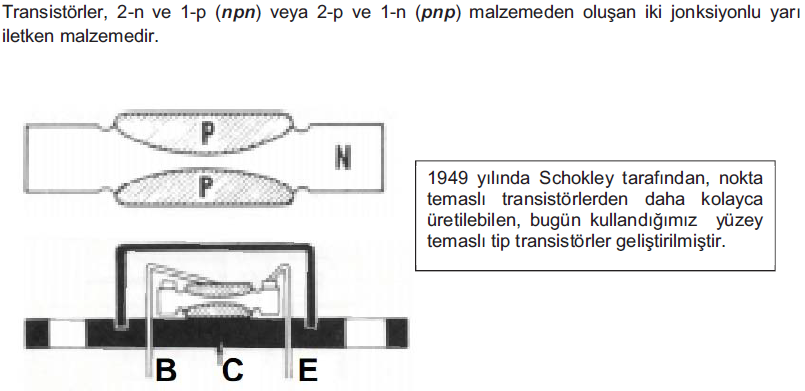 Transistörler, 2-n ve 1-p (npn) veya 2-p ve 1-n (pnp) malzemeden oluşan iki jonksiyonlu yarı
iletken malzemedir.
P
N
P
1949 yılında Schokley tarafından, nokta
temaslı transistörlerden daha kolayca
üretilebilen, bugün kullandığımız yüzey
temaslı tip transistörler geliştirilmiştir.
B C E